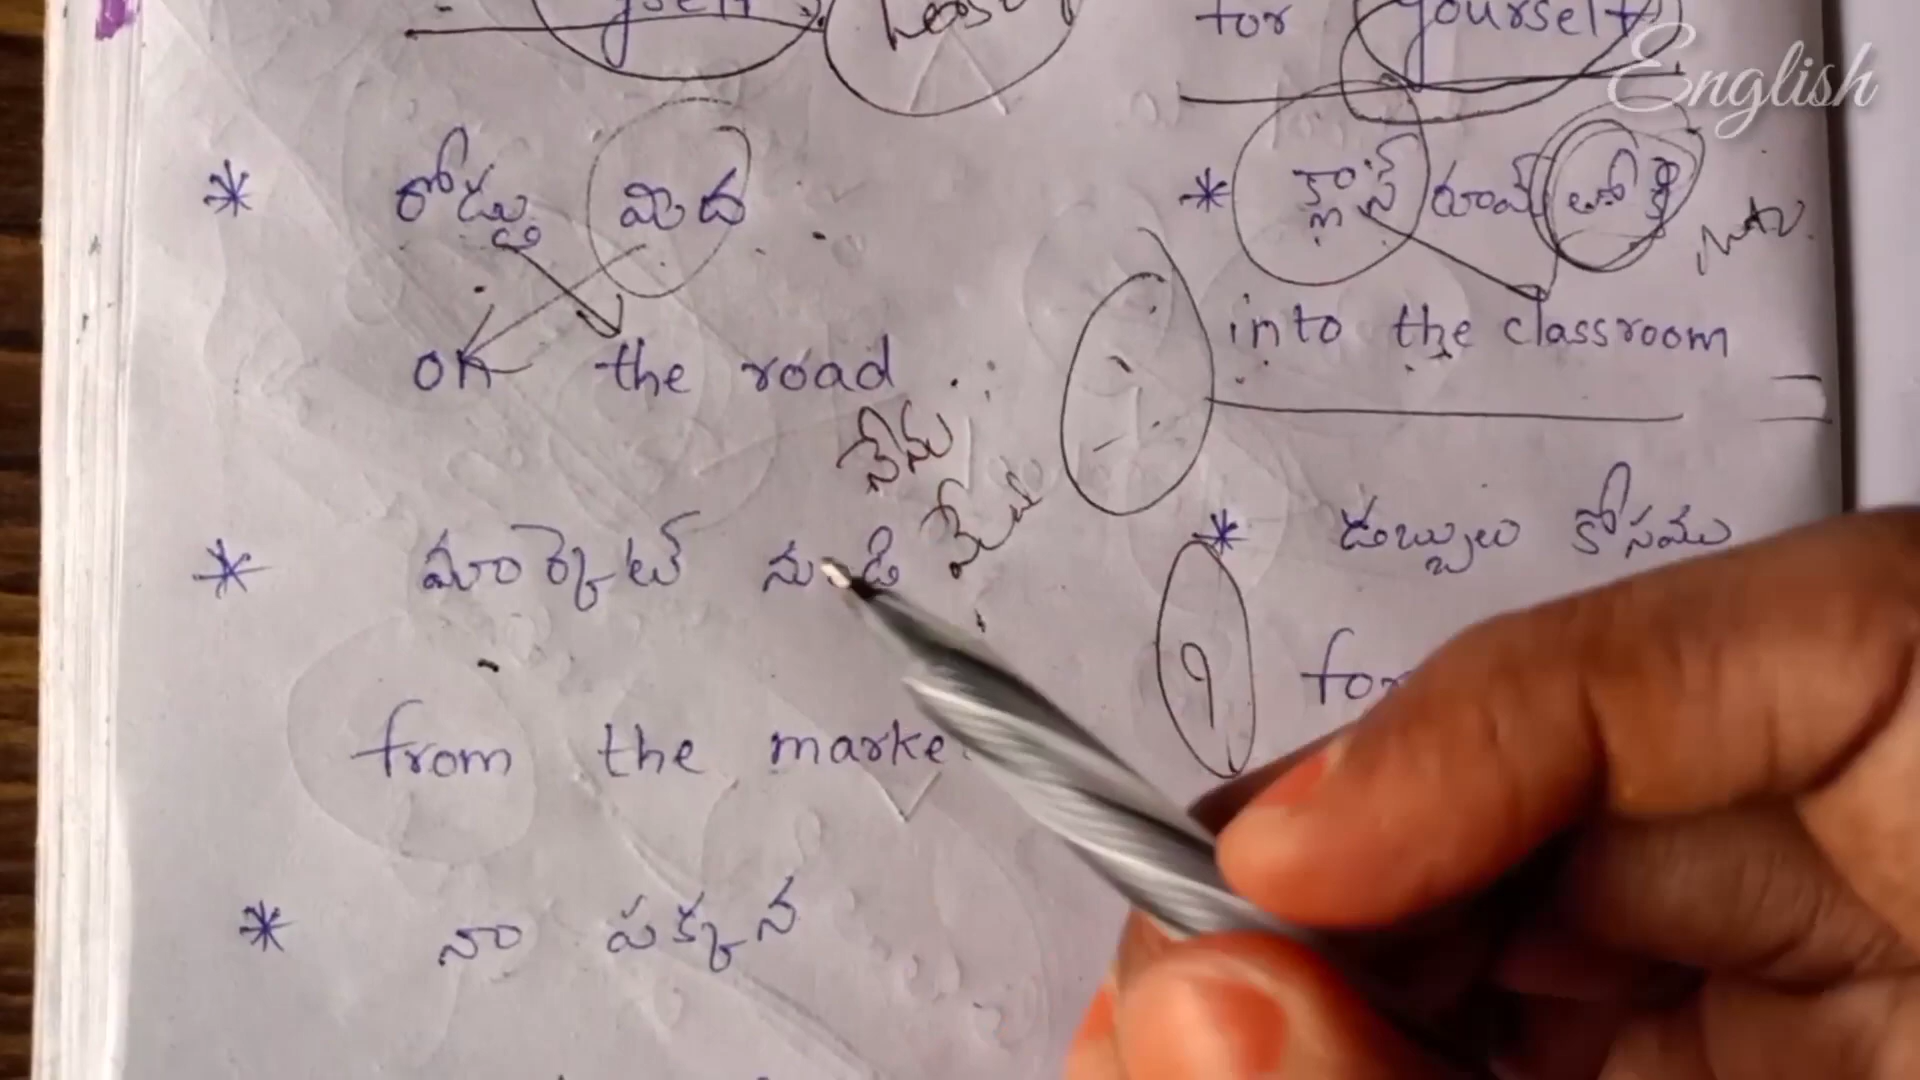 for yourself
English
* రోడ్డు మీద
on the road
* క్లాస్ రూమ్ లోకి
into the classroom
నేను
* మార్కెట్ నుండి
from the marke
* డబ్బులు కోసము
for
* నా పక్కన